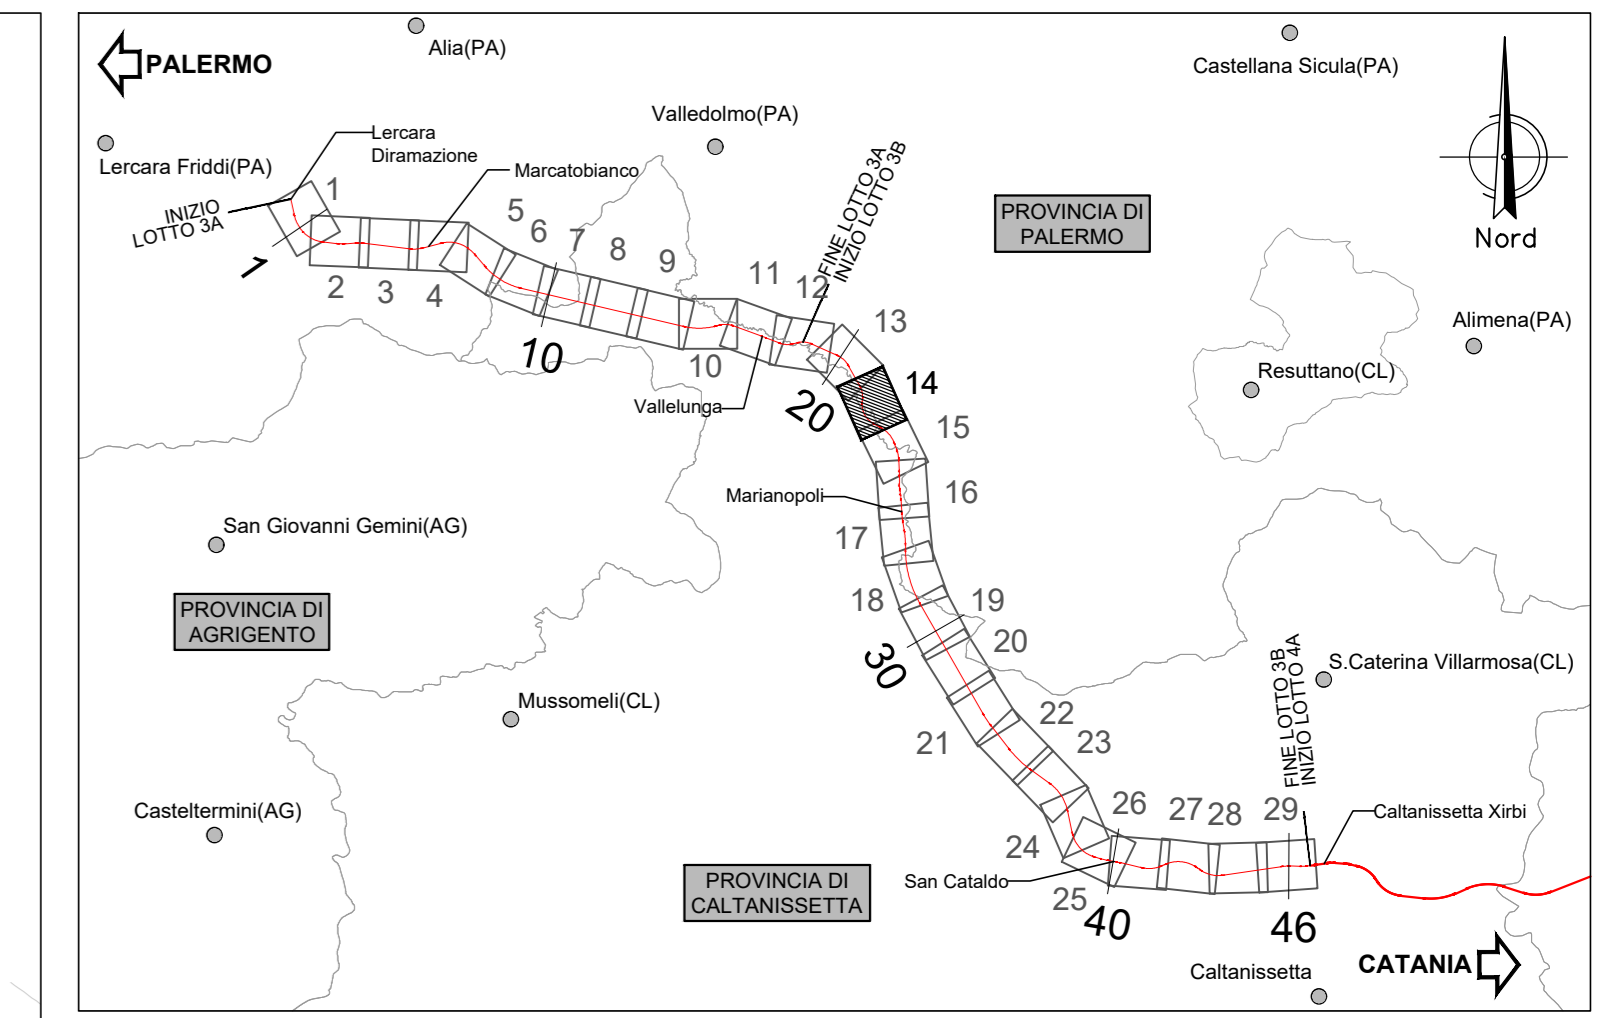 Alia(PA)
PALERMO
Castellana Sicula(PA)
Valledolmo(PA)
Lercara Friddi(PA)
Lercara
Diramazione
Marcatobianco
INIZIO
LOTTO 3A
FINE LOTTO 3A
INIZIO LOTTO 3B
PROVINCIA DI
PALERMO
Nord
1
1
2
3
4
5
6
7
8
9
10
10
11
12
13
14
15
20
Vallelunga
Alimena(PA)
Resuttano(CL)
Marianopoli
16
17
18
19
20
30
San Giovanni Gemini(AG)
PROVINCIA DI
AGRIGENTO
Mussomeli(CL)
Casteltermini(AG)
21
22
23
24
25
26
27
28
29
FINE LOTTO 3B
INIZIO LOTTO 4A
S.Caterina Villarmosa(CL)
Caltanissetta Xirbi
San Cataldo
PROVINCIA DI
CALTANISSETTA
40
46
CATANIA
Caltanissetta